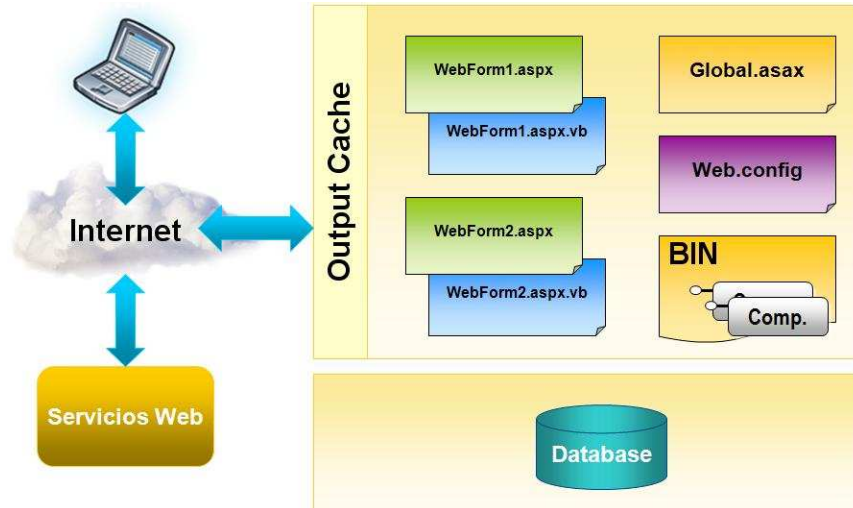 Internet
Servicios Web
Output Cache
WebForm1.aspx
WebForm1.aspx.vb
WebForm2.aspx
WebForm2.aspx.vb
Global.asax
Web.config
BIN
Comp.
Database